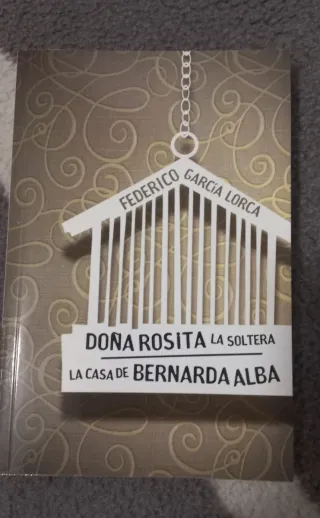 FEDERICO GARCÍA LORCA
DOÑA ROSITA LA SOLTERA
LA CASA DE BERNARDA ALBA